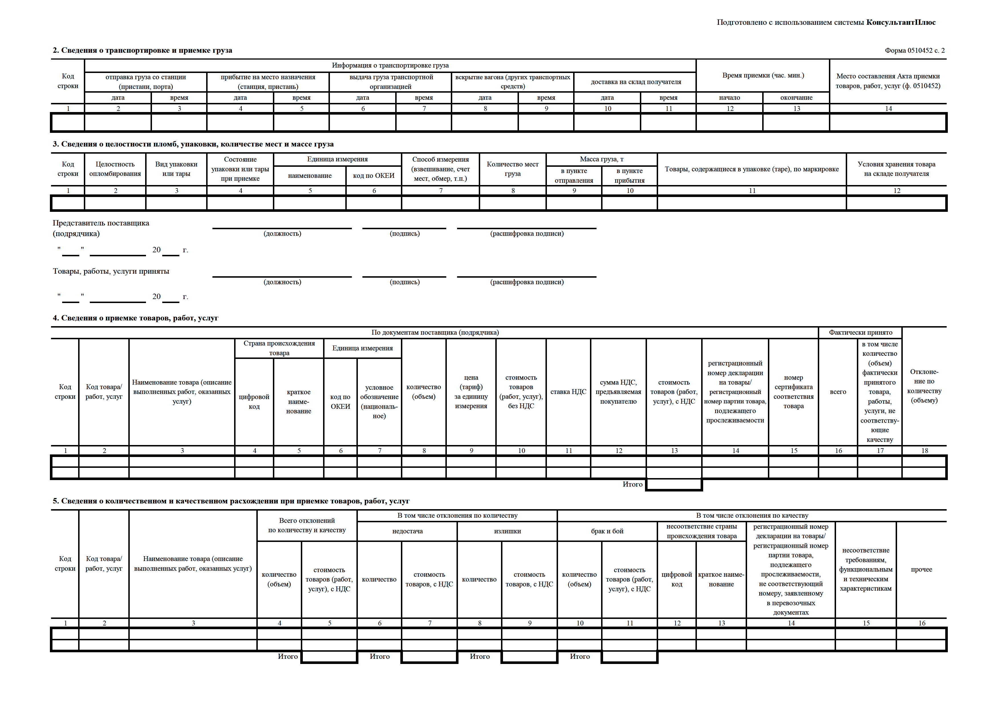 Подготовлено с использованием системы КонсультантПлюс
2. Сведения о транспортировке и приемке груза
Форма 0510452 с. 2
Код
строки
Информация о транспортировке груза
отправка груза со станции
(пристани, порта)
прибытие на место назначения
(станция, пристань)
выдача груза транспортной
организацией
вскрытие вагона (других транспортных
средств)
доставка на склад получателя
Время приемки (час. мин.)
Место составления Акта приемки
товаров, работ, услуг (ф. 0510452)
дата время дата время дата время дата время дата время начало окончание
1 2 3 4 5 6 7 8 9 10 11 12 13 14
3. Сведения о целостности пломб, упаковки, количестве мест и массе груза
Код
строки
Целостность
опломбирования
Вид упаковки
или тары
Состояние
упаковки или тары
при приемке
Единица измерения
наименование код по ОКЕИ
Способ измерения
(взвешивание, счет
мест, обмер, т.п.)
Количество мест
груза
Масса груза, т
в пункте
отправления
в пункте
прибытия
Товары, содержащиеся в упаковке (таре), по маркировке
Условия хранения товара
на складе получателя
1 2 3 4 5 6 7 8 9 10 11 12
Представитель поставщика
(подрядчика)
(должность) (подпись) (расшифровка подписи)
" " 20 г.
Товары, работы, услуги приняты
(должность) (подпись) (расшифровка подписи)
" " 20 г.
4. Сведения о приемке товаров, работ, услуг
По документам поставщика (подрядчика)
Фактически принято
Код
строки
Код товара/
работ, услуг
Наименование товара (описание
выполненных работ, оказанных
услуг)
Страна происхождения
товара
цифровой
код
краткое
наиме-
нование
Единица измерения
код по
ОКЕИ
условное
обозначение
(националь-
ное)
количество
(объем)
цена
(тариф)
за единицу
измерения
стоимость
товаров
(работ, услуг),
без НДС
ставка НДС
сумма НДС,
предъявляемая
покупателю
стоимость
товаров (работ,
услуг), с НДС
регистрационный
номер декларации
на товары/
регистрационный
номер партии товара,
подлежащего
прослеживаемости
номер
сертификата
соответствия
товара
всего
в том числе
количество
(объем)
фактически
принятого
товара,
работы,
услуги, не
соответству-
ющие
качеству
Отклоне-
ние по
количеству
(объему)
1 2 3 4 5 6 7 8 9 10 11 12 13 14 15 16 17 18
Итого
5. Сведения о количественном и качественном расхождении при приемке товаров, работ, услуг
Код
строки
Код товара/
работ, услуг
Наименование товара (описание
выполненных работ, оказанных услуг)
Всего отклонений
по количеству и качеству
количество
(объем)
стоимость
товаров (работ,
услуг), с НДС
В том числе отклонения по количеству
недостача
количество
стоимость
товаров, с НДС
излишки
количество
стоимость
товаров, с НДС
В том числе отклонения по качеству
брак и бой
количество
(объем)
стоимость
товаров (работ,
услуг), с НДС
несоответствие страны
происхождения товара
цифровой
код
краткое наиме-
нование
регистрационный номер
декларации на товары/
регистрационный номер
партии товара,
подлежащего
прослеживаемости,
не соответствующий
номеру, заявленному
в перевозочных
документах
несоответствие
требованиям,
функциональным
и техническим
характеристикам
прочее
1 2 3 4 5 6 7 8 9 10 11 12 13 14 15 16
Итого Итого Итого Итого